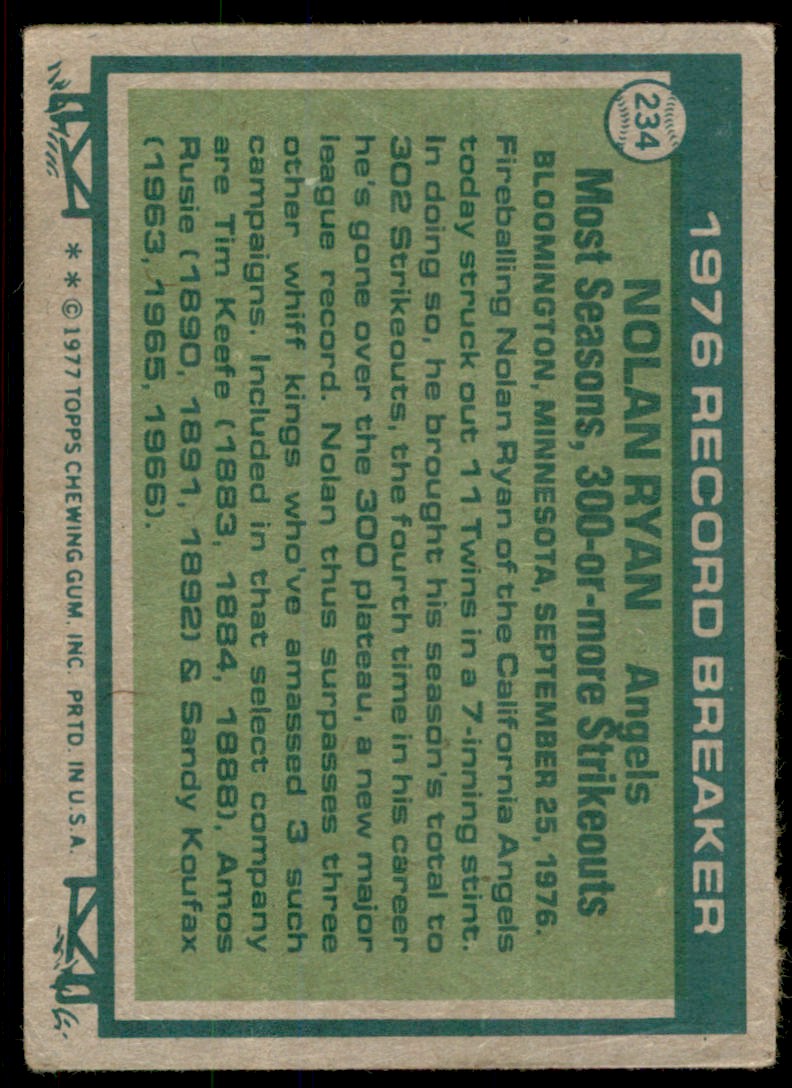 234
1976 RECORD BREAKER
NOLAN RYAN Angels
Most Seasons, 300-or-more Strikeouts
BLOOMINGTON, MINNESOTA, SEPTEMBER 25, 1976.
Fireballing Nolan Ryan of the California Angels
today struck out 11 Twins in a 7-inning stint.
In doing so, he brought his season's total to
302 Strikeouts, the fourth time in his career
he's gone over the 300 plateau, a new major
league record. Nolan thus surpasses three
other whiff kings who've amassed 3 such
campaigns. Included in that select company
are Tim Keefe (1883, 1884, 1888), Amos
Rusie (1890, 1891, 1892) & Sandy Koufax
(1963, 1965, 1966).
* * © 1977 TOPPS CHEWING GUM, INC. PRTD. IN U.S.A.